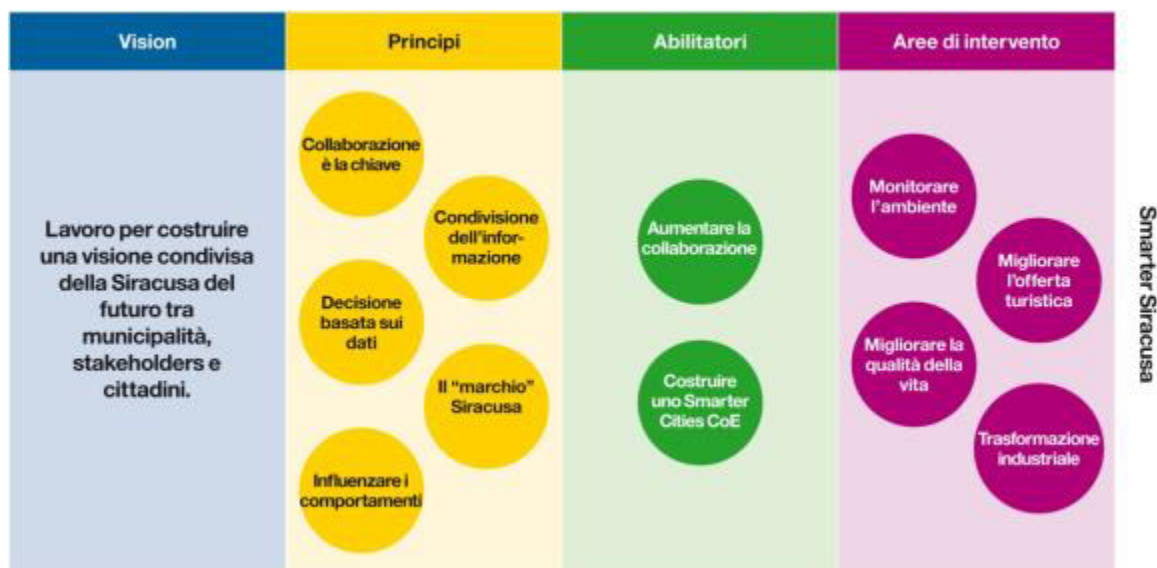 Vision
Principi
Abilitatori
Aree di intervento
Lavoro per costruire
una visione condivisa
della Siracusa del
futuro tra
municipalità,
stakeholders e
cittadini.
Collaborazione
è la chiave
Condivisione
dell'infor-
mazione
Decisione
basata sui
dati
Il “marchio”
Siracusa
Influenzare i
comportamenti
Aumentare la
collaborazione
Costruire
uno Smarter
Cities CoE
Monitorare
l'ambiente
Migliorare
l'offerta
turistica
Migliorare la
qualità della
vita
Trasformazione
industriale
Smarter Siracusa